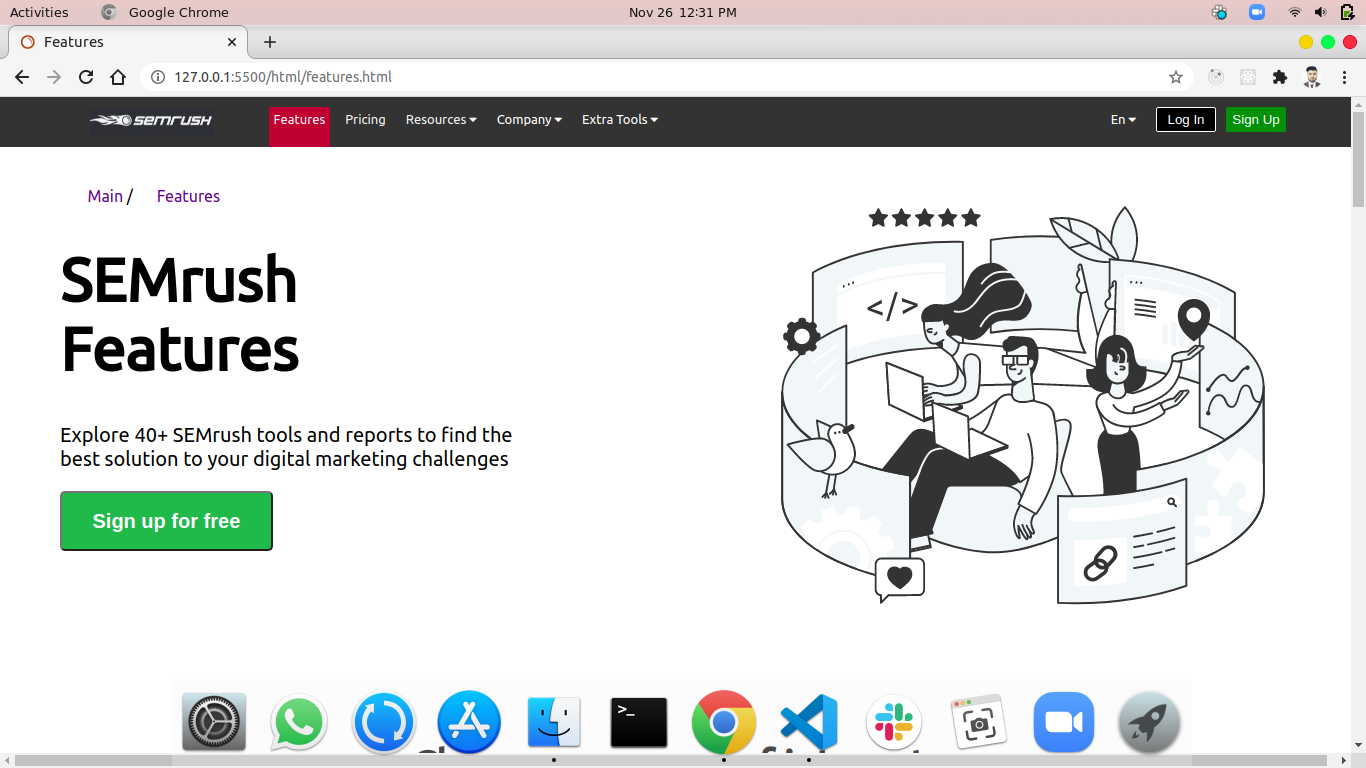 Activities Google Chrome Nov 26 12:31 PM
Features
127.0.0.1:5500/html/features.html
SEMRUSH Features Pricing Resources Company Extra Tools En Log In Sign Up
Main / Features
SEMrush
Features
</>
Explore 40+ SEMrush tools and reports to find the
best solution to your digital marketing challenges
Sign up for free
>_